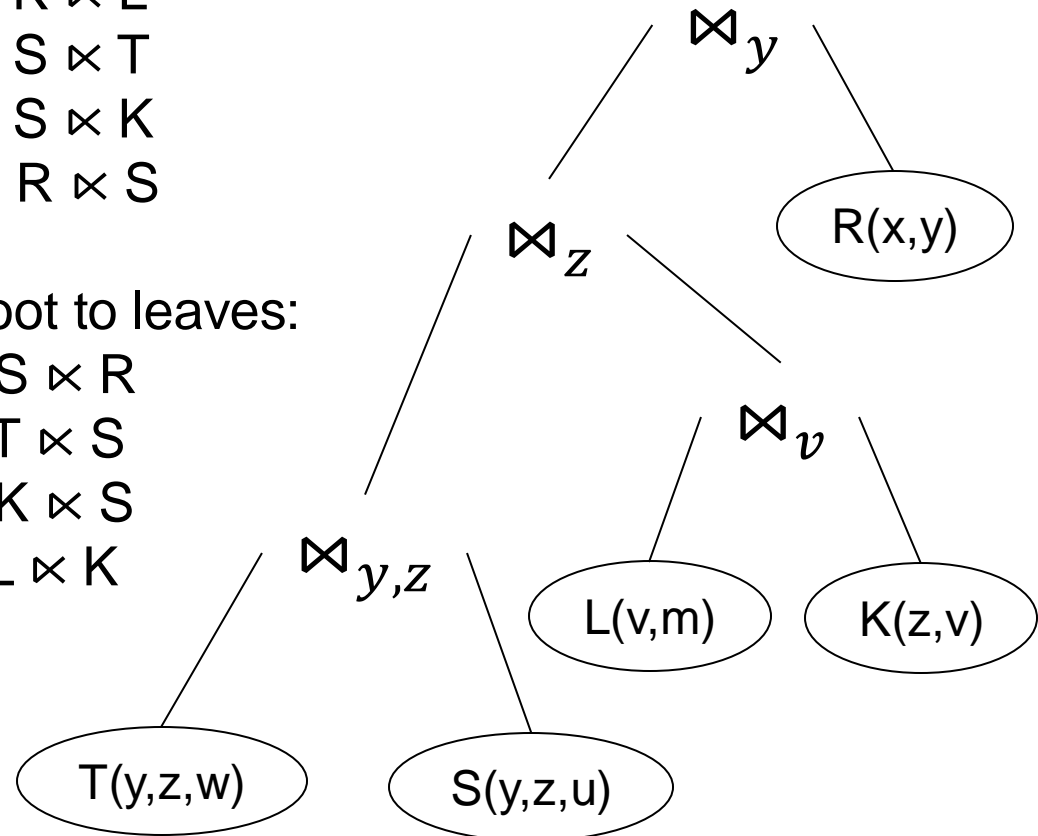 S ⋉ T
S ⋉ K
R ⋉ S
oot to leaves:
S ⋉ R
T ⋉ S
K ⋉ S
L ⋉ K
⋈y
R(x,y)
⋈z
⋈v
⋈y,z
L(v,m)
K(z,v)
T(y,z,w)
S(y,z,u)